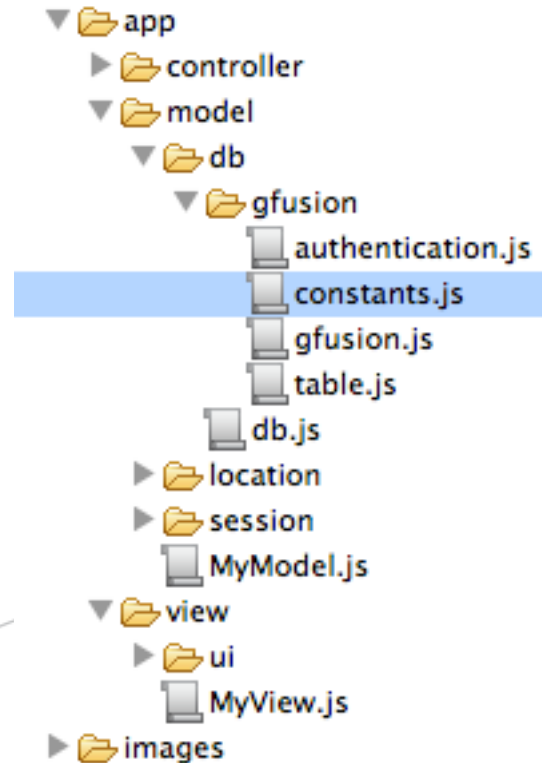 app
controller
model
db
gfusion
authentication.js
constants.js
gfusion.js
table.js
db.js
location
session
MyModel.js
view
ui
MyView.js
images